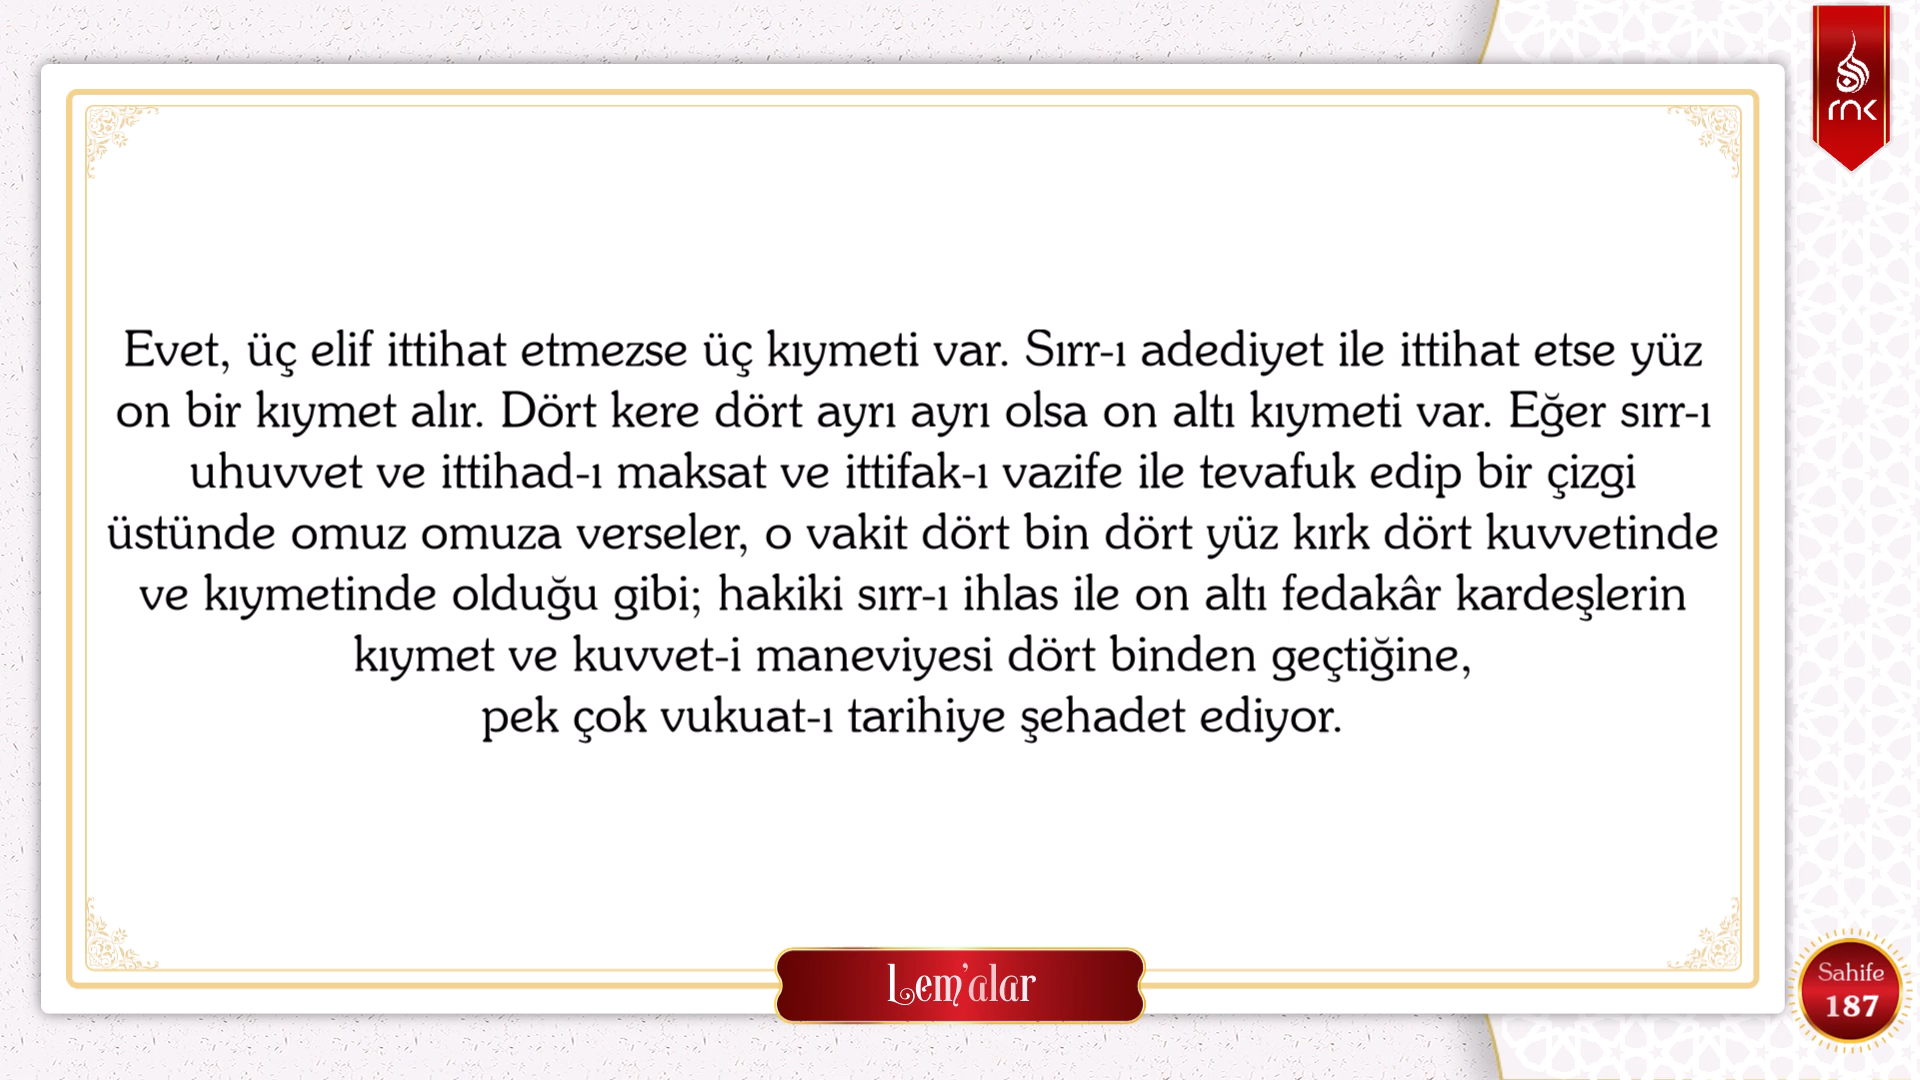 rnk
Evet, üç elif ittihat etmezse üç kıymeti var. Sırr-ı adediyet ile ittihat etse yüz
on bir kıymet alır. Dört kere dört ayrı ayrı olsa on altı kıymeti var. Eğer sırr-ı
uhuvvet ve ittihad-ı maksat ve ittifak-ı vazife ile tevafuk edip bir çizgi
üstünde omuz omuza verseler, o vakit dört bin dört yüz kırk dört kuvvetinde
ve kıymetinde olduğu gibi; hakiki sırr-ı ihlas ile on altı fedakâr kardeşlerin
kıymet ve kuvvet-i maneviyesi dört binden geçtiğine,
pek çok vukuat-ı tarihiye şehadet ediyor.
Lem'alar
Sahife
187